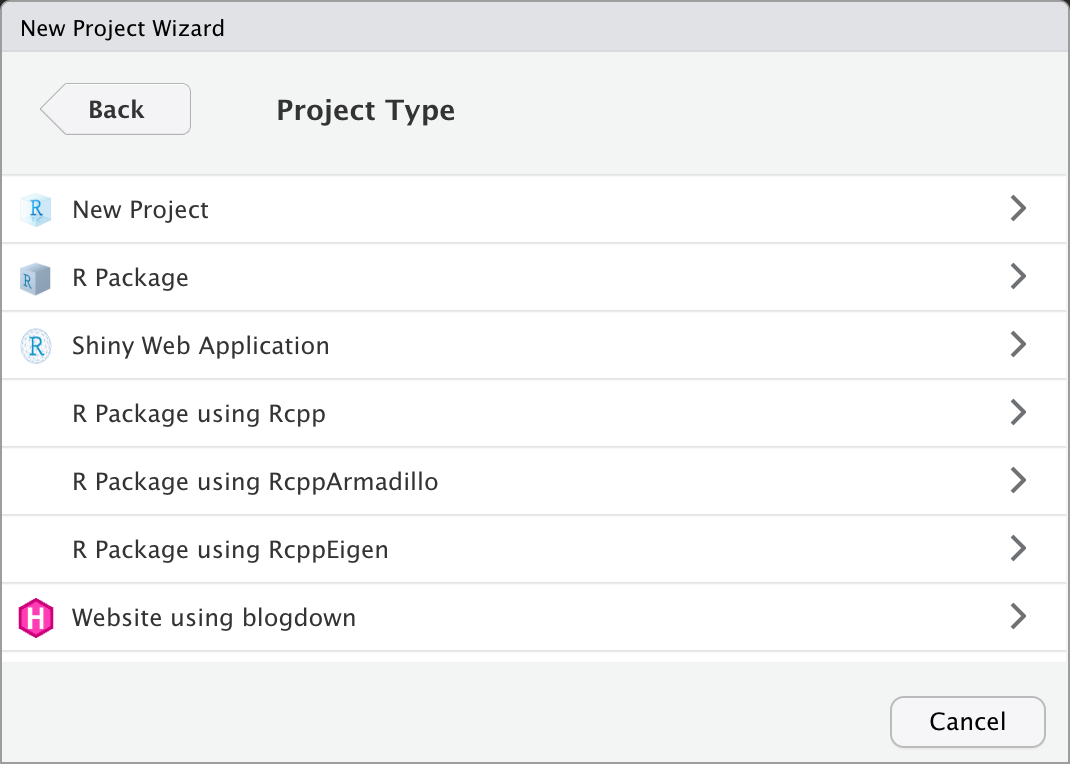 New Project Wizard
Back
Project Type
R New Project
R R Package
R Shiny Web Application
R Package using Rcpp
R Package using RcppArmadillo
R Package using RcppEigen
H Website using blogdown
Cancel